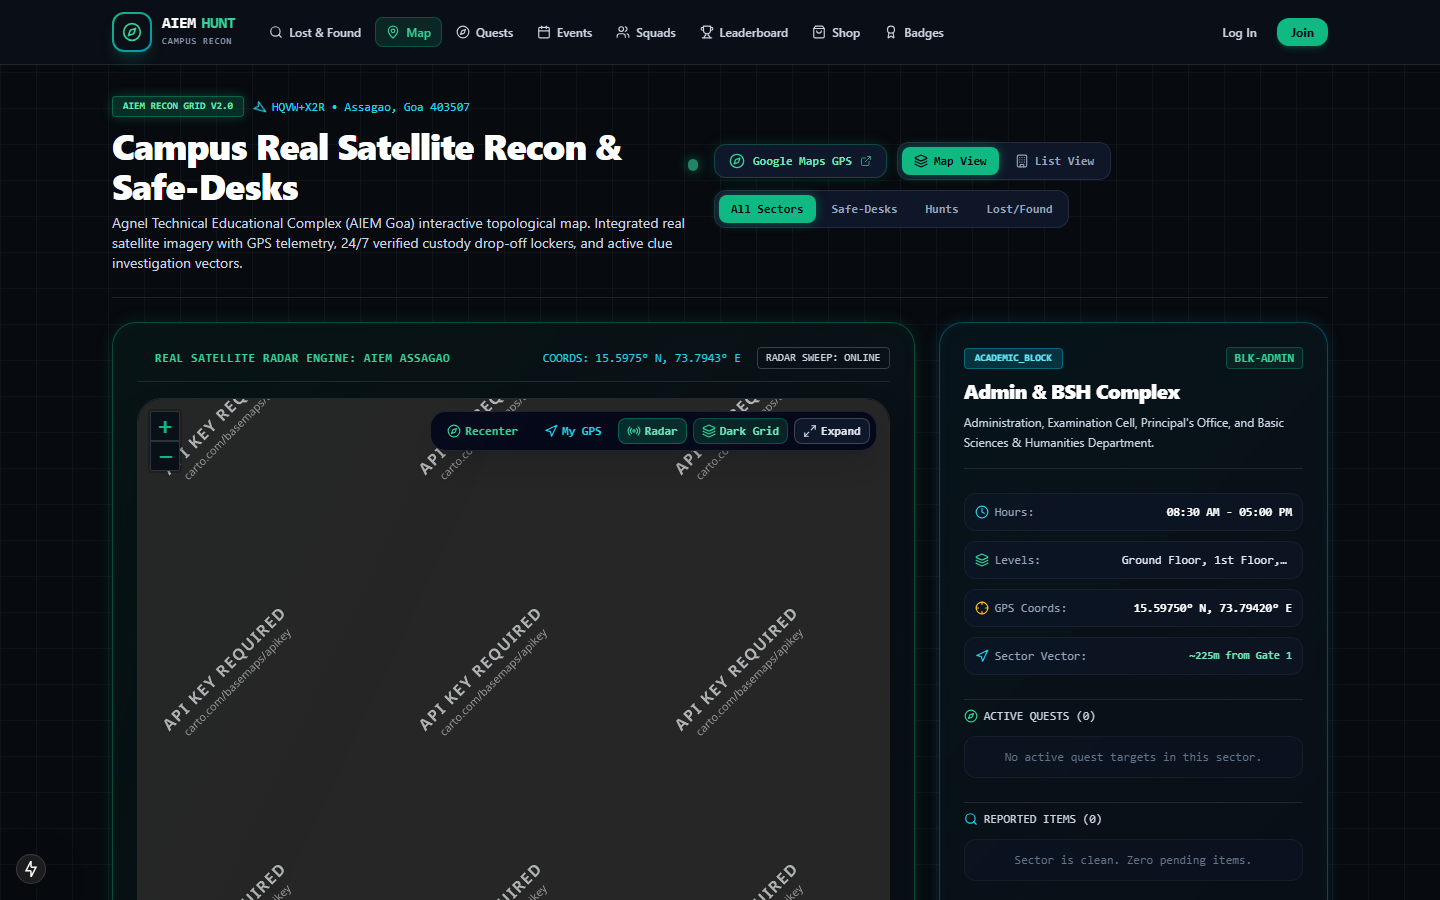 AIEM HUNT
CAMPUS RECON
Lost & Found
Map
Quests
Events
Squads
Leaderboard
Shop
Badges
Log In
Join
AIEM RECON GRID V2.0
HQVW+X2R • Assagao, Goa 403507
Campus Real Satellite Recon &
Safe-Desks
Agnel Technical Educational Complex (AIEM Goa) interactive topological map. Integrated real
satellite imagery with GPS telemetry, 24/7 verified custody drop-off lockers, and active clue
investigation vectors.
Google Maps GPS
Map View
List View
All Sectors
Safe-Desks
Hunts
Lost/Found
REAL SATELLITE RADAR ENGINE: AIEM ASSAGAO
COORDS: 15.5975° N, 73.7943° E
RADAR SWEEP: ONLINE
+
−
Recenter
My GPS
Radar
Dark Grid
Expand
API KEY REQUIRED
carto.com/basemaps/apikey
API KEY REQUIRED
carto.com/basemaps/apikey
API KEY REQUIRED
carto.com/basemaps/apikey
ACADEMIC_BLOCK
BLK-ADMIN
Admin & BSH Complex
Administration, Examination Cell, Principal's Office, and Basic
Sciences & Humanities Department.
Hours:
08:30 AM - 05:00 PM
Levels:
Ground Floor, 1st Floor,…
GPS Coords:
15.59750° N, 73.79420° E
Sector Vector:
~225m from Gate 1
ACTIVE QUESTS (0)
No active quest targets in this sector.
REPORTED ITEMS (0)
Sector is clean. Zero pending items.